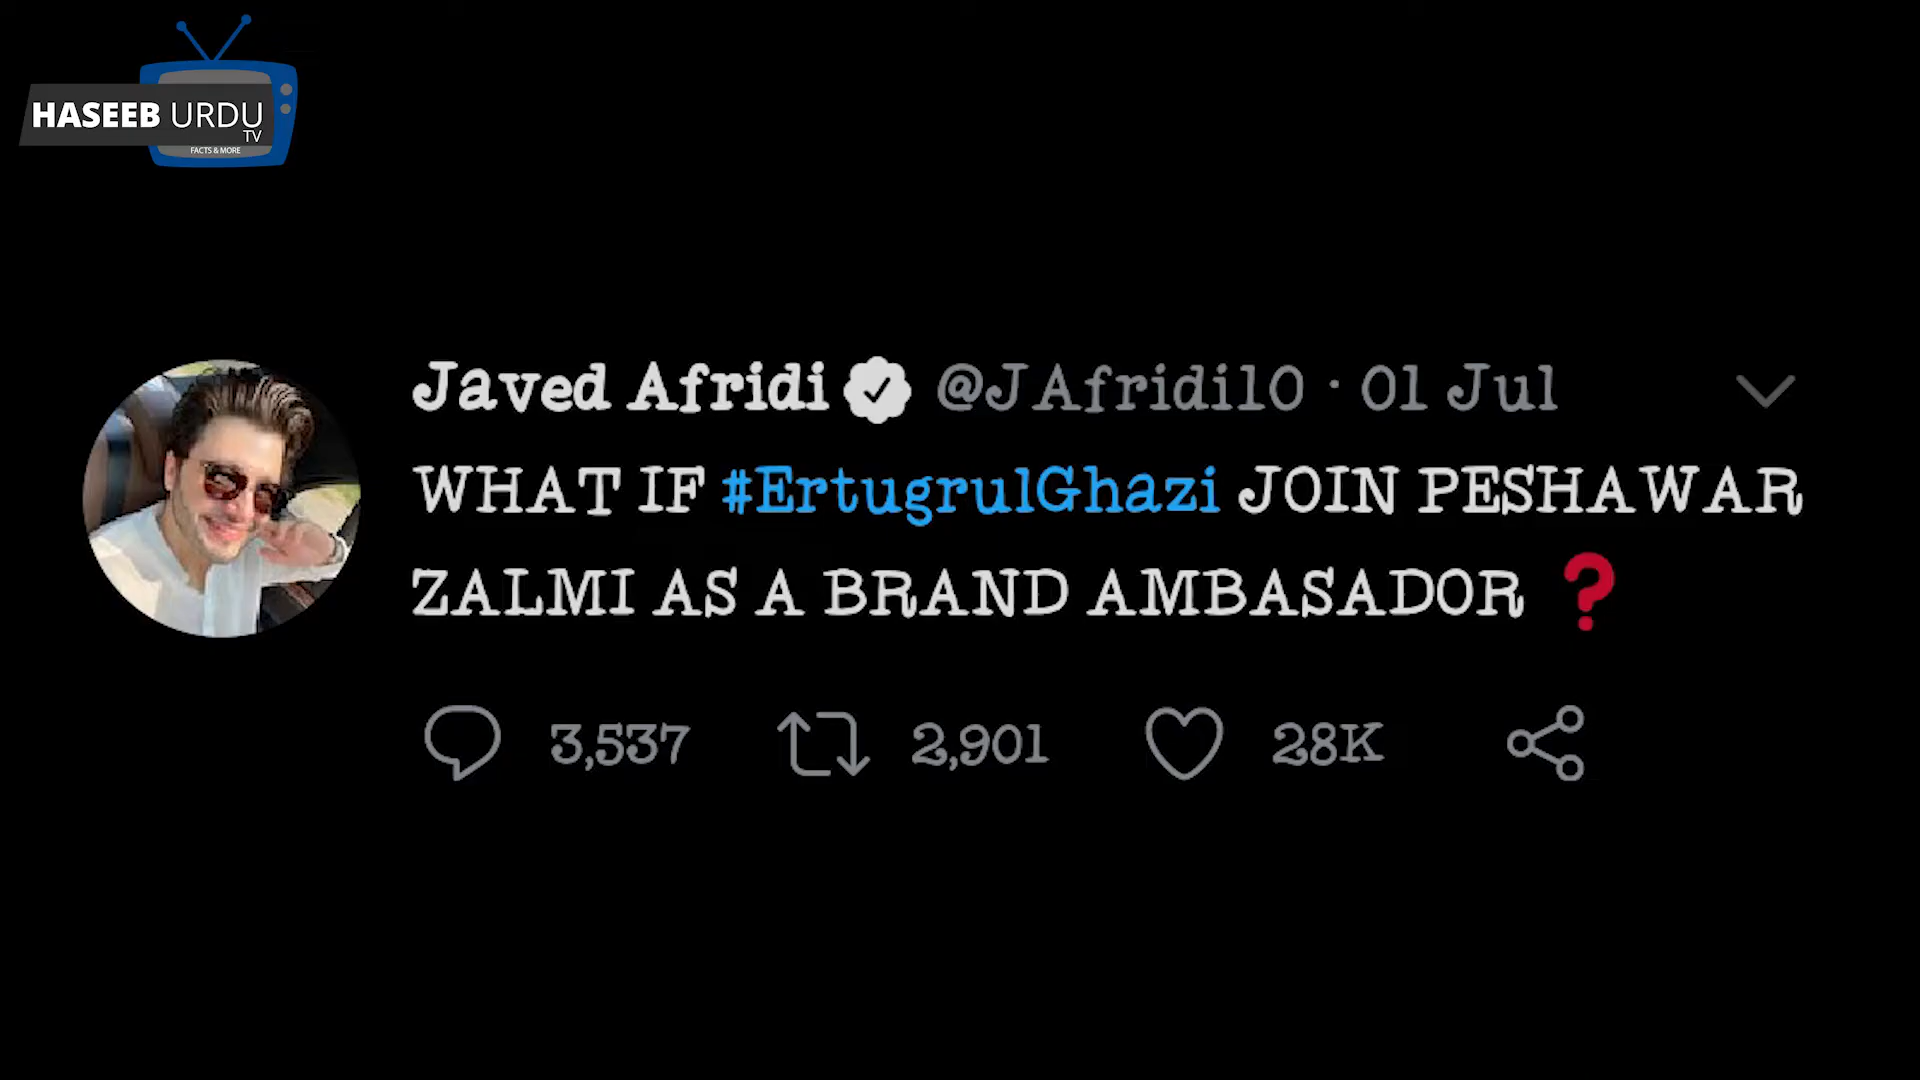 HASEEB URDU
TV
FACTS & MORE
Javed Afridi @JAfridi10 · 01 Jul
WHAT IF #ErtugrulGhazi JOIN PESHAWAR
ZALMI AS A BRAND AMBASADOR ❓
3,537 2,901 28K